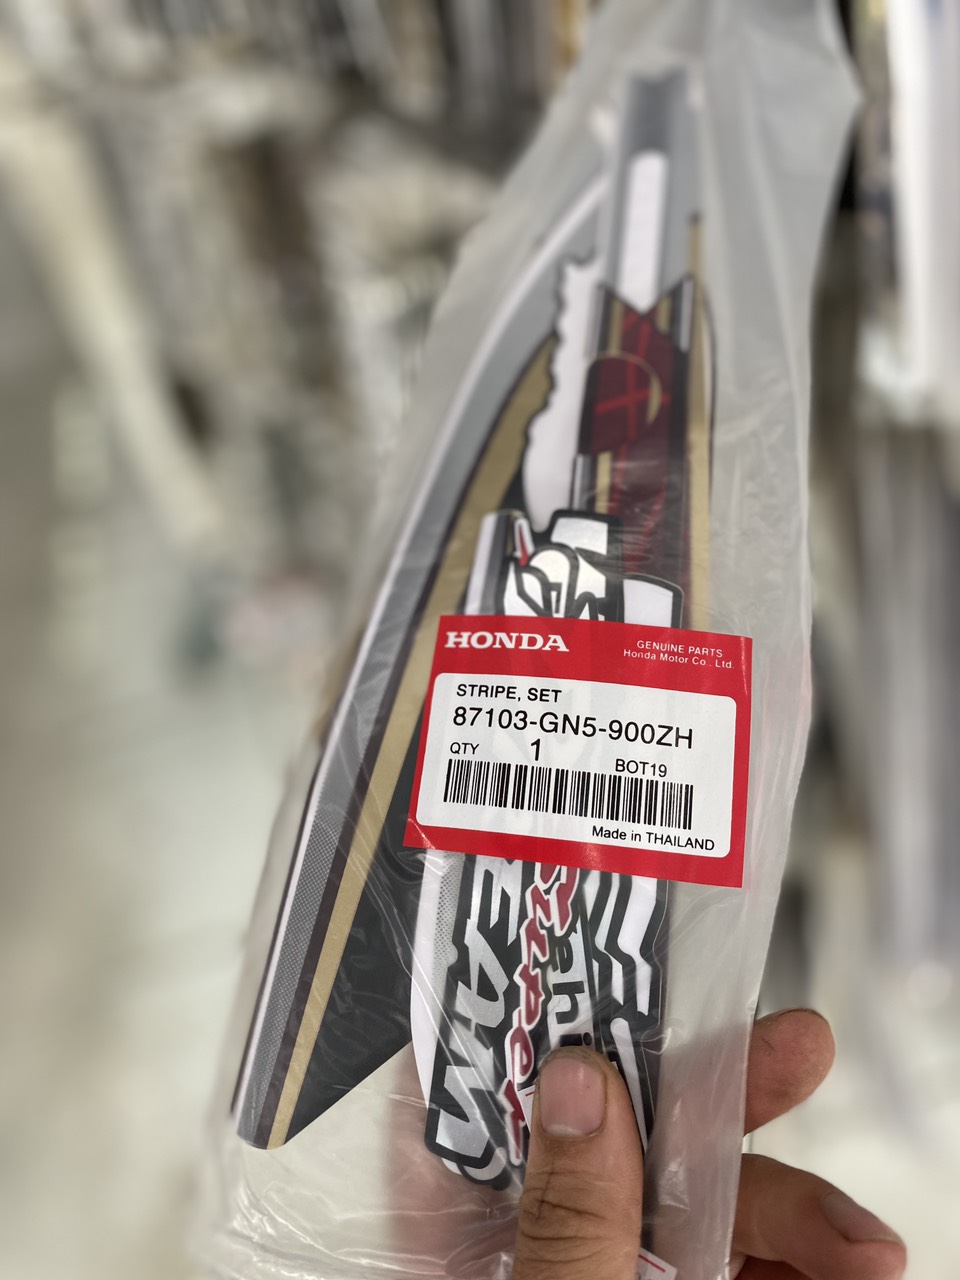 HONDA
GENUINE PARTS
Honda Motor Co., Ltd.
STRIPE, SET
87103-GN5-900ZH
QTY 1 BOT19
Made in THAILAND